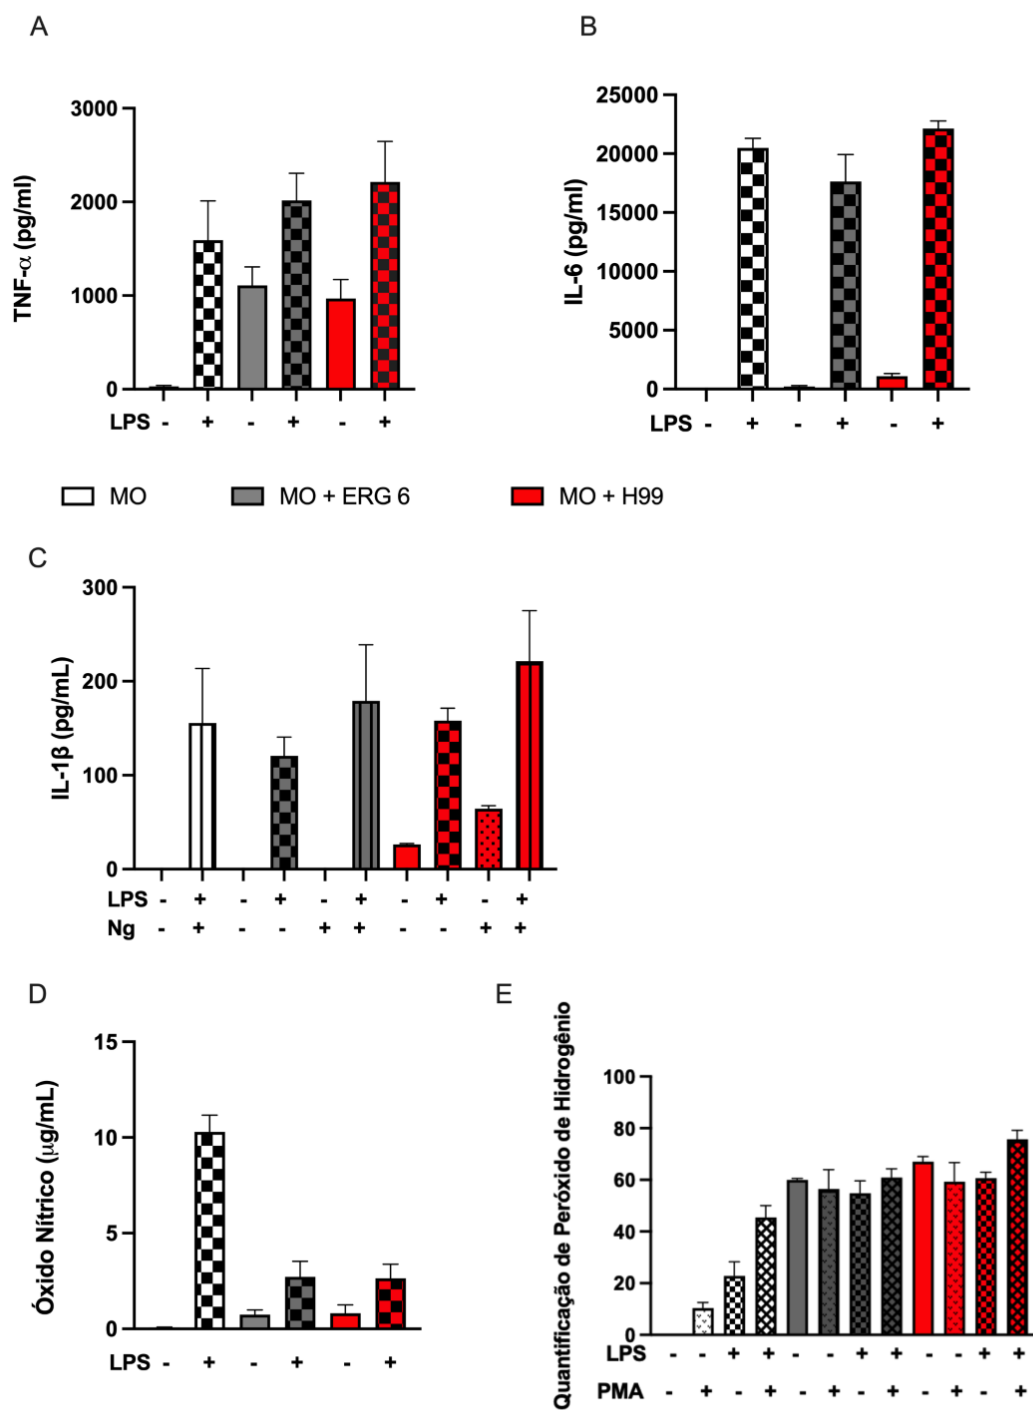 A
B
3000
2000
1000
0
TNF-α (pg/ml)
LPS - + - + - +
25000
20000
15000
10000
5000
0
IL-6 (pg/ml)
LPS - + - + - +
MO
MO + ERG 6
MO + H99
C
300
200
100
0
IL-1β (pg/mL)
LPS - + - + - + - + - +
Ng - + - - + + - - + +
D
15
10
5
0
Óxido Nítrico (μg/mL)
LPS - + - + - +
E
Quantificação de Peróxido de Hidrogênio
100
80
60
40
20
0
LPS - - + + - - + + - - + +
PMA - + - + - + - + - + - +